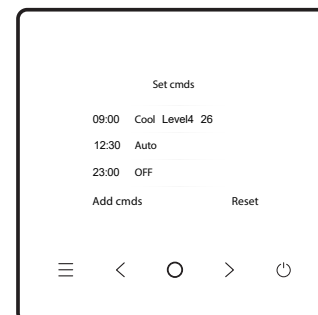 Set cmds
09:00 Cool Level4 26
12:30 Auto
23:00 OFF
Add cmds Reset